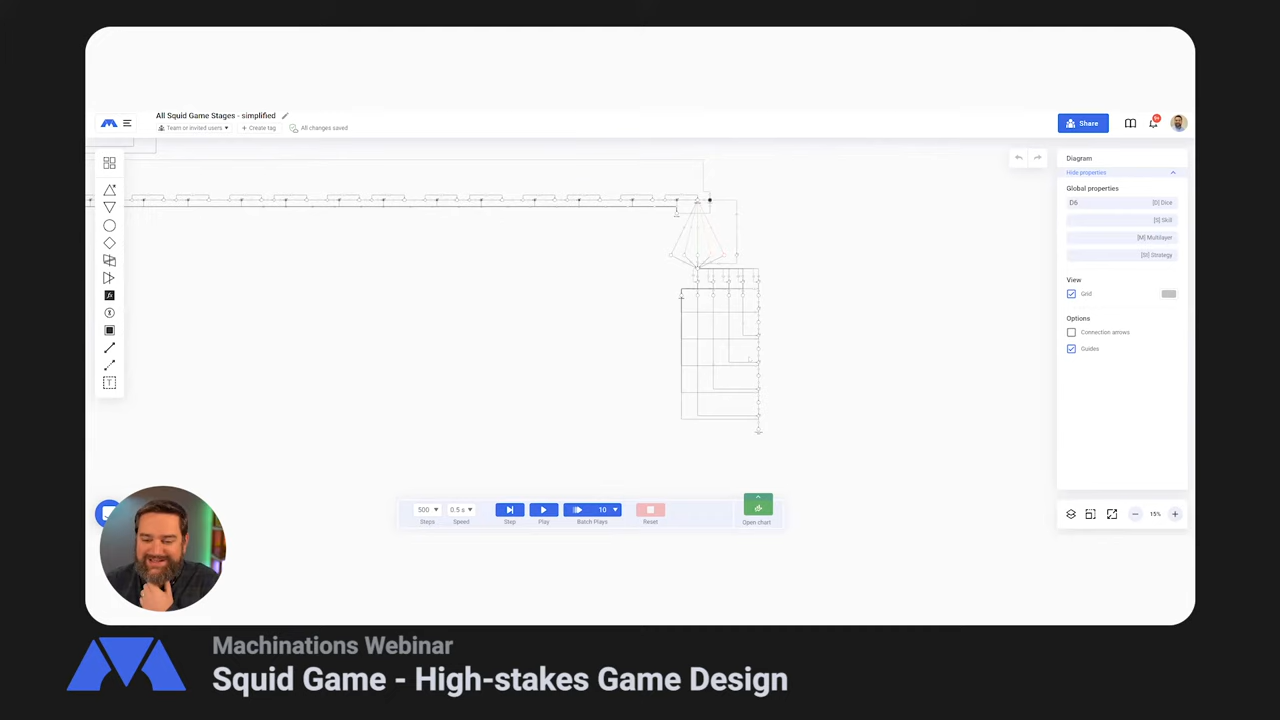 All Squid Game Stages - simplified
Team or Invited users
Create tag
All changes saved
Share
9+
Diagram
Hide properties
Global properties
D6
[D] Dice
[S] Skill
[M] Multilayer
[St] Strategy
View
Grid
Options
Connection arrows
Guides
T
500
0.5 s
10
Steps
Speed
Step
Play
Batch Plays
Reset
Open chart
15%
Machinations Webinar
Squid Game - High-stakes Game Design